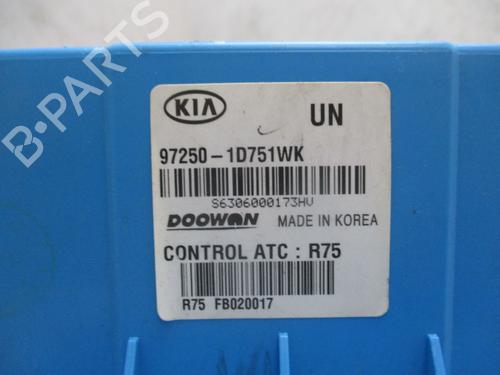 KIA
UN
97250-1D751WK
S6306000173HV
DOOWON MADE IN KOREA
CONTROL ATC : R75
R75 FB020017
B-PARTS